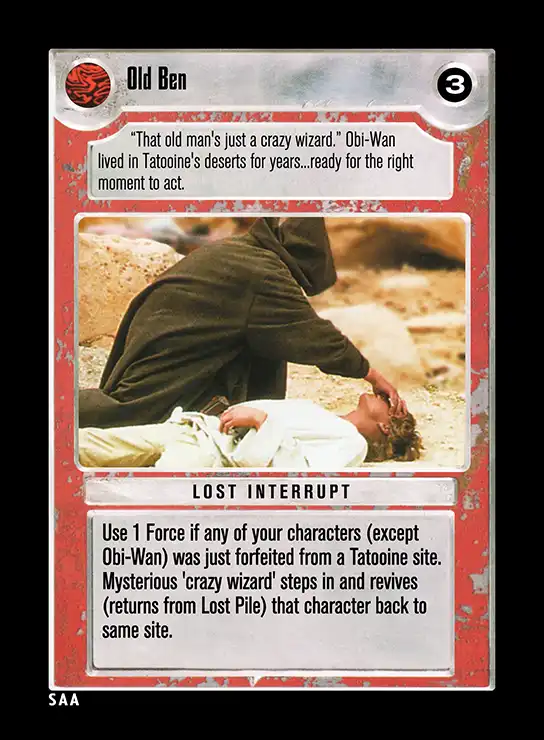 Old Ben
3
“That old man's just a crazy wizard.” Obi-Wan
lived in Tatooine's deserts for years...ready for the right
moment to act.
LOST INTERRUPT
Use 1 Force if any of your characters (except
Obi-Wan) was just forfeited from a Tatooine site.
Mysterious 'crazy wizard' steps in and revives
(returns from Lost Pile) that character back to
same site.
SAA